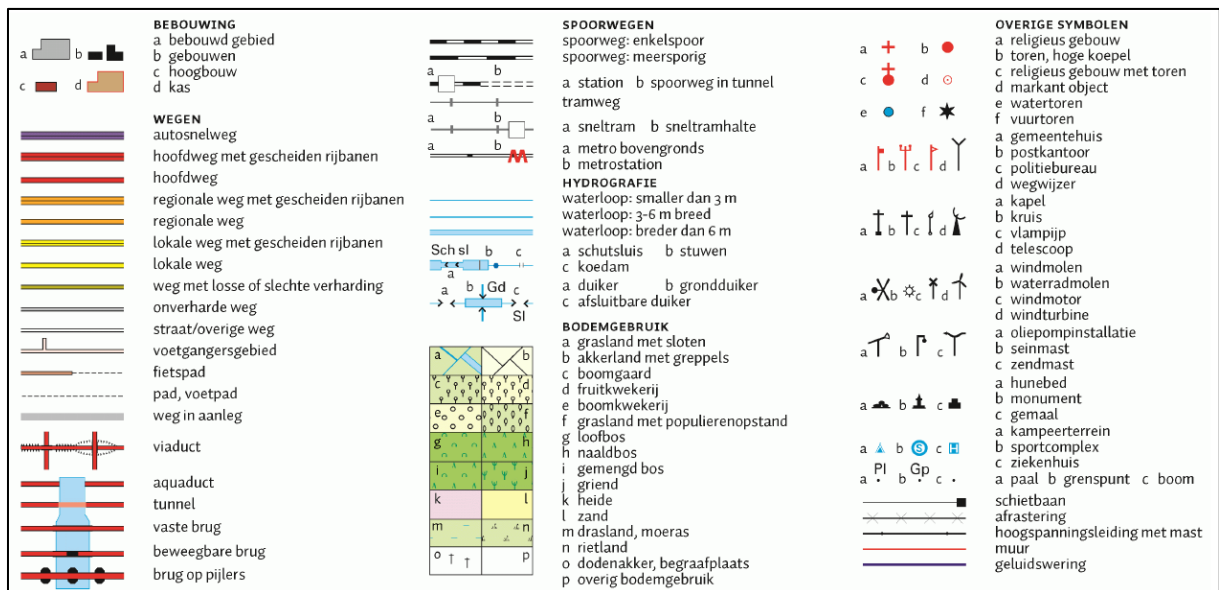 BEBOUWING
a b
a bebouwd gebied
b gebouwen
c d
c hoogbouw
d kas
WEGEN
autosnelweg
hoofdweg met gescheiden rijbanen
hoofdweg
regionale weg met gescheiden rijbanen
regionale weg
lokale weg met gescheiden rijbanen
lokale weg
weg met losse of slechte verharding
onverharde weg
straat/overige weg
voetgangersgebied
fietspad
pad, voetpad
weg in aanleg
viaduct
aquaduct
tunnel
vaste brug
beweegbare brug
brug op pijlers
SPOORWEGEN
spoorweg: enkelspoor
spoorweg: meersporig
a b
a station b spoorweg in tunnel
tramweg
a b
a sneltram b sneltramhalte
a b
a metro bovengronds
b metrostation
HYDROGRAFIE
waterloop: smaller dan 3 m
waterloop: 3-6 m breed
waterloop: breder dan 6 m
Sch sl b c
a
a schutsluis b stuwen
c koedam
a b Gd c
Sl
a duiker b grondduiker
c afsluitbare duiker
BODEMGEBRUIK
a b
c d
e f
g h
i j
k l
m n
o p
a grasland met sloten
b akkerland met greppels
c boomgaard
d fruitkwekerij
e boomkwekerij
f grasland met populierenopstand
g loofbos
h naaldbos
i gemengd bos
j griend
k heide
l zand
m drasland, moeras
n rietland
o dodenakker, begraafplaats
p overig bodemgebruik
OVERIGE SYMBOLEN
a b
c d
e f
a religieus gebouw
b toren, hoge koepel
c religieus gebouw met toren
d markant object
e watertoren
f vuurtoren
a b c d
a gemeentehuis
b postkantoor
c politiebureau
d wegwijzer
a b c d
a kapel
b kruis
c vlampijp
d telescoop
a b c d
a windmolen
b waterradmolen
c windmotor
d windturbine
a b c
a oliepompinstallatie
b seinmast
c zendmast
a b c
a hunebed
b monument
c gemaal
a b S c H
a kampeerterrein
b sportcomplex
c ziekenhuis
Pl Gp
a b c
a paal b grenspunt c boom
schietbaan
afrastering
hoogspanningsleiding met mast
muur
geluidswering